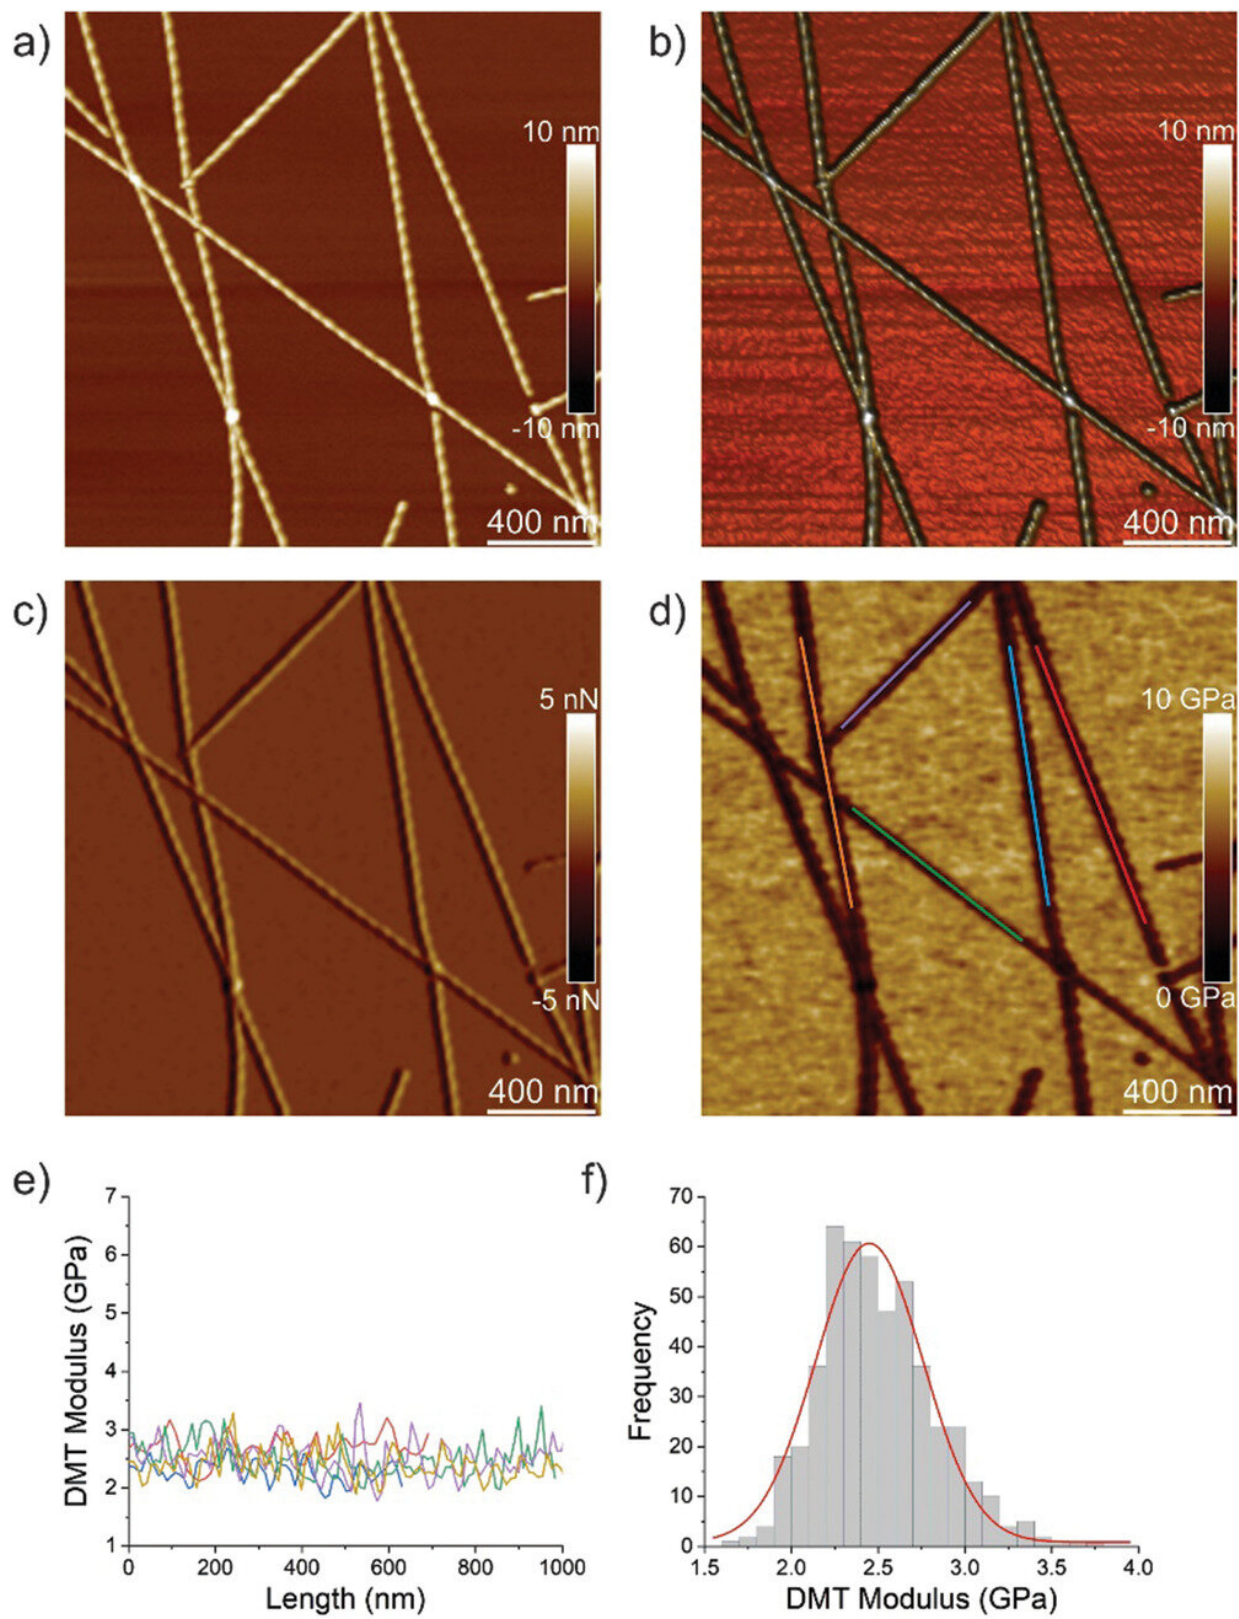 a)
10 nm
-10 nm
400 nm
b)
10 nm
-10 nm
400 nm
c)
5 nN
-5 nN
400 nm
d)
10 GPa
0 GPa
400 nm
e)
DMT Modulus (GPa)
7
6
5
4
3
2
1
0
200
400
600
800
1000
Length (nm)
f)
Frequency
70
60
50
40
30
20
10
0
1.5
2.0
2.5
3.0
3.5
4.0
DMT Modulus (GPa)